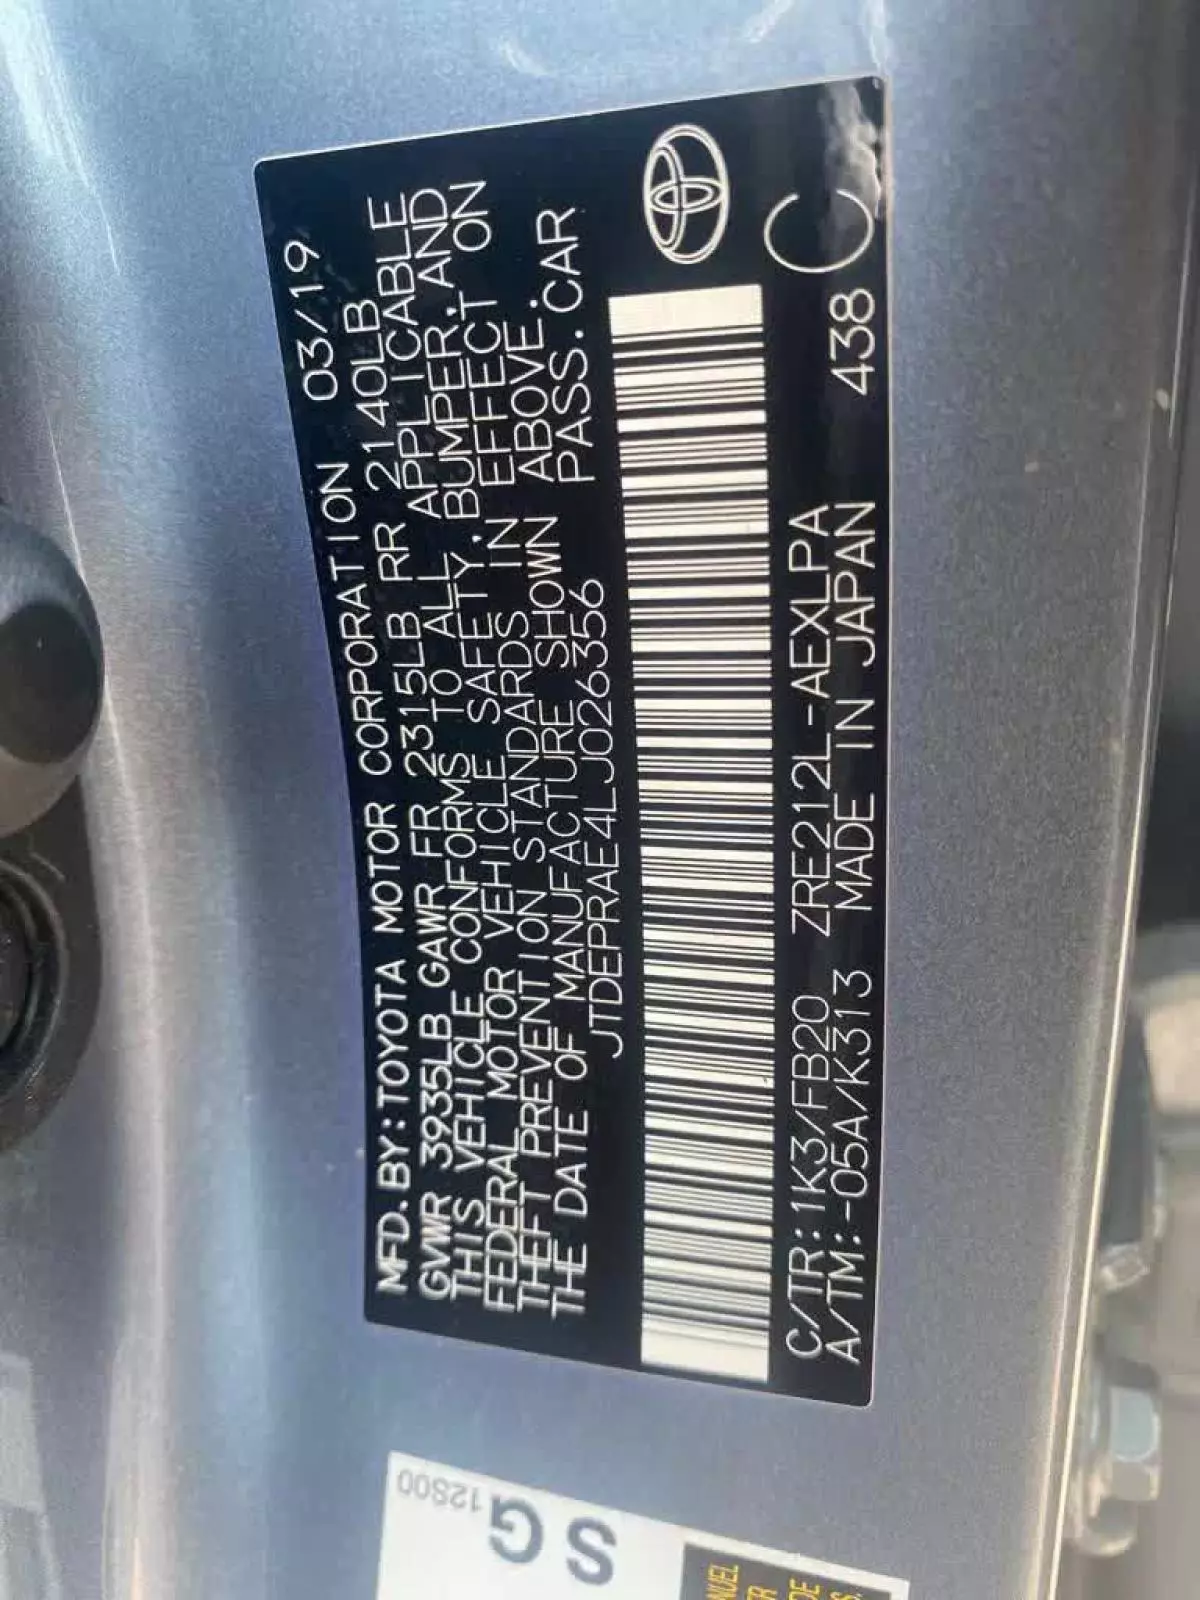 MFD.BY:TOYOTA MOTOR CORPORATION 03/19
GVWR 3935LB GAWR FR 2315LB RR 2140LB
THIS VEHICLE CONFORMS TO ALL APPLICABLE
FEDERAL MOTOR VEHICLE SAFETY,BUMPER,AND
THEFT PREVENTION STANDARDS IN EFFECT ON
THE DATE OF MANUFACTURE SHOWN ABOVE.
JTDEPRAE4LJ026356 PASS.CAR
C/TR:1K3/FB20 ZRE212L-AEXLPA 438 C
A/TM:-05A/K313 MADE IN JAPAN
12S00
S G